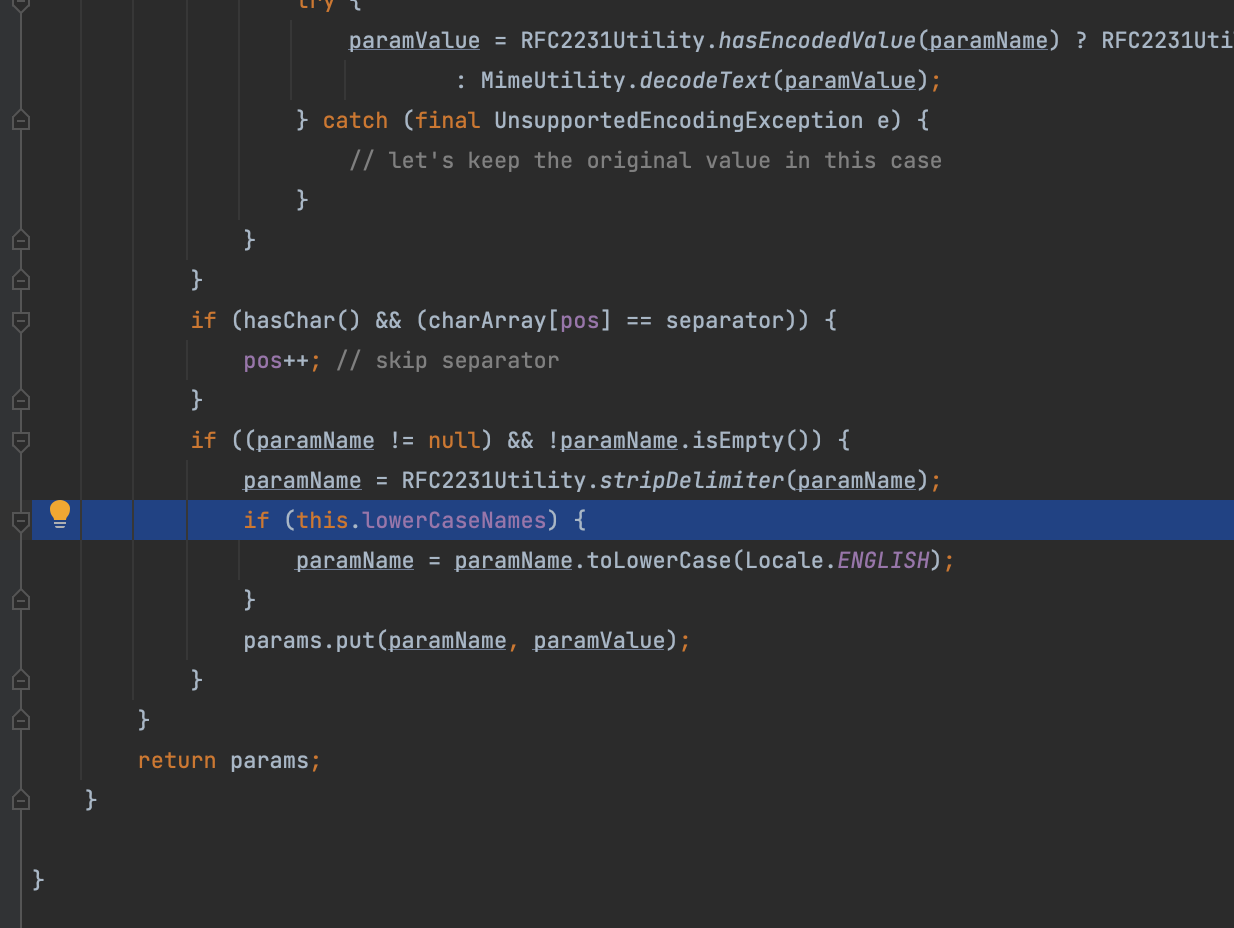 try {
paramValue = RFC2231Utility.hasEncodedValue(paramName) ? RFC2231Uti
: MimeUtility.decodeText(paramValue);
} catch (final UnsupportedEncodingException e) {
// let's keep the original value in this case
}
}
}
if (hasChar() && (charArray[pos] == separator)) {
pos++; // skip separator
}
if ((paramName != null) && !paramName.isEmpty()) {
paramName = RFC2231Utility.stripDelimiter(paramName);
if (this.lowerCaseNames) {
paramName = paramName.toLowerCase(Locale.ENGLISH);
}
params.put(paramName, paramValue);
}
}
return params;
}
}